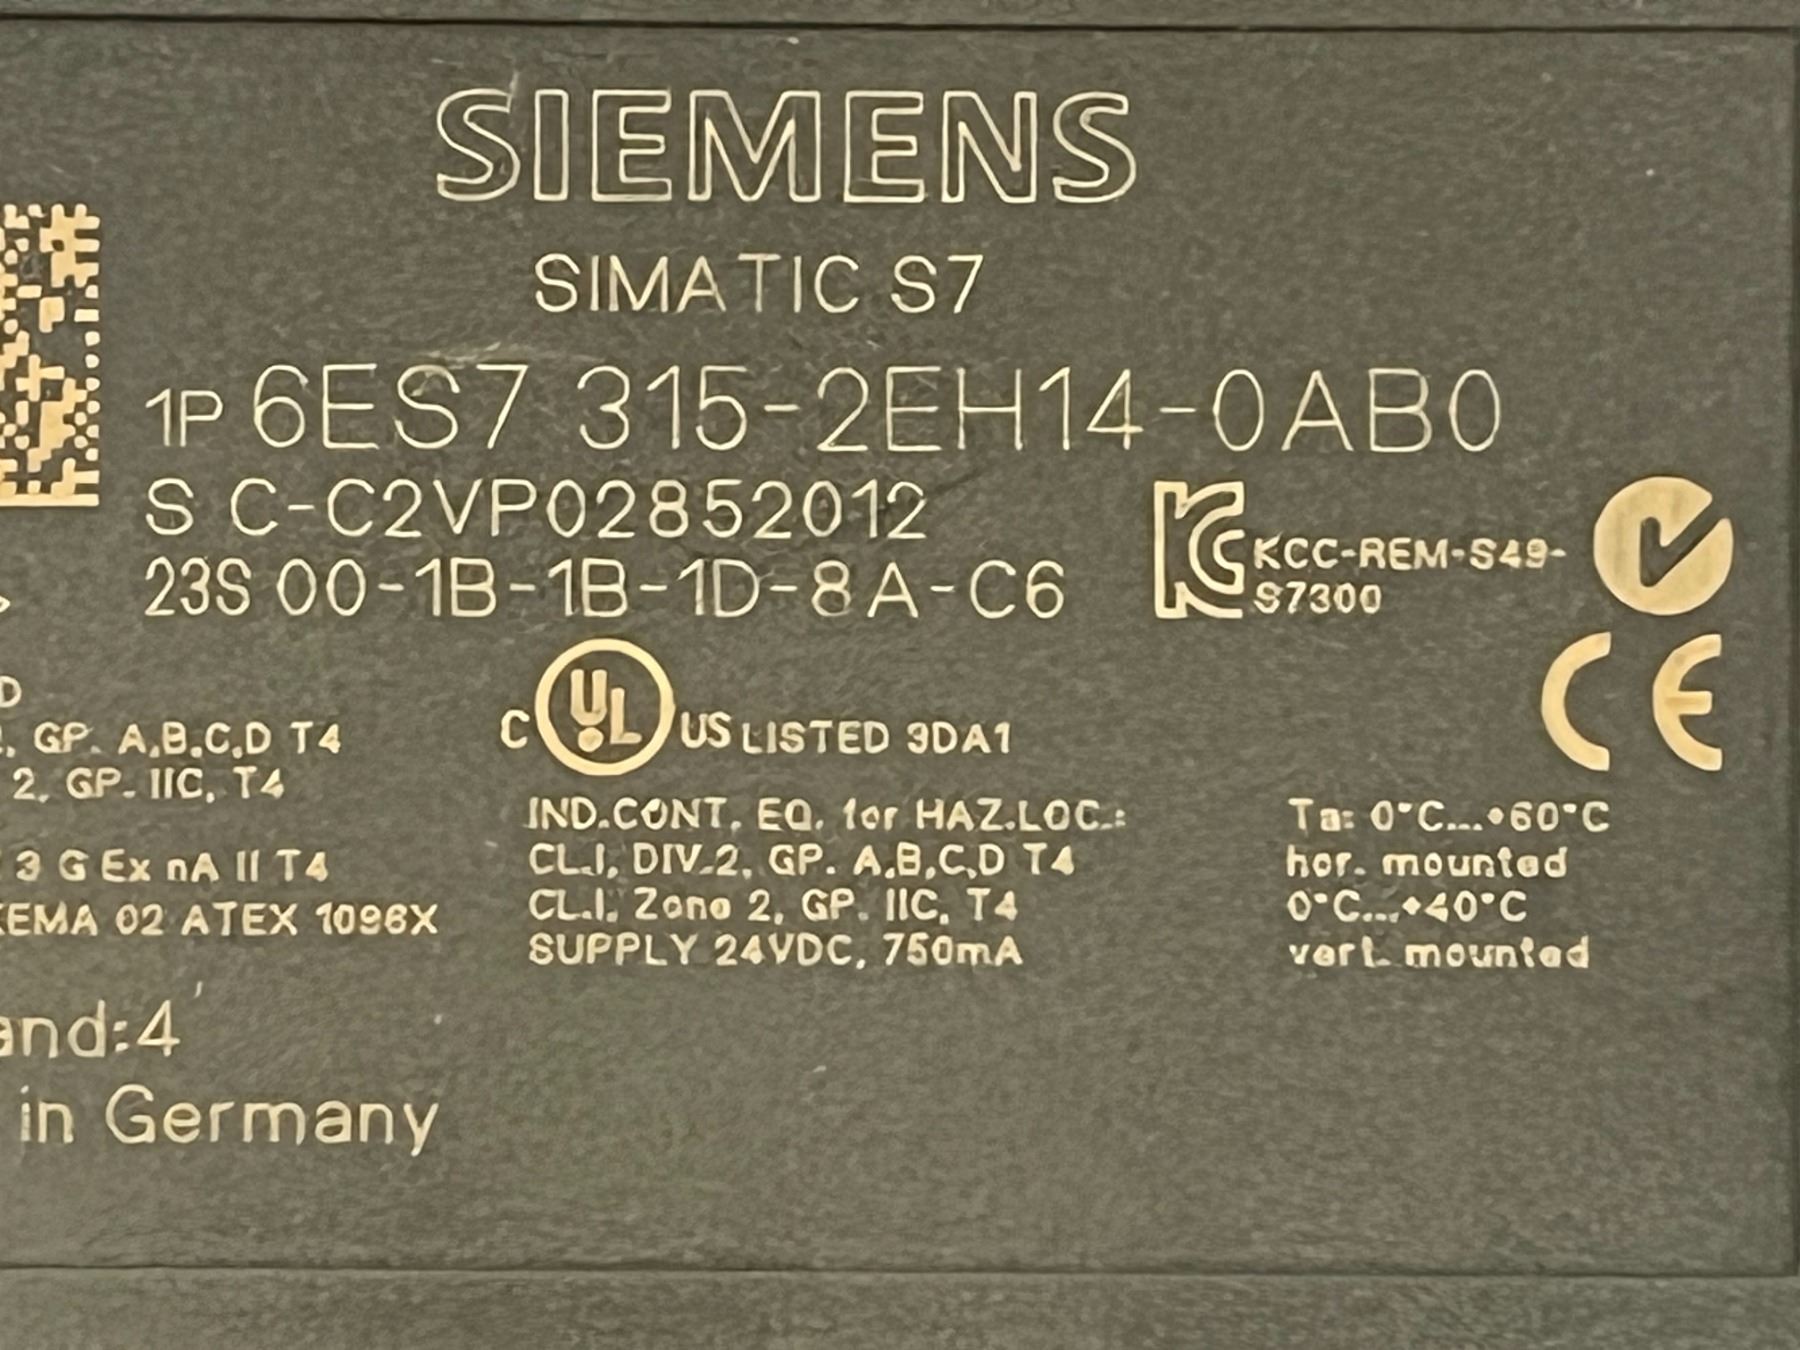 SIEMENS
SIMATIC S7
1P 6ES7 315-2EH14-0AB0
S C-C2VP02852012
23S 00-1B-1B-1D-8A-C6
KCC-REM-S49-
S7300
D
, GP. A,B,C,D T4
2, GP. IIC, T4
3 G Ex nA II T4
KEMA 02 ATEX 1096X
and:4
in Germany
C UL US LISTED 3DA1
IND.CONT. EQ. for HAZ.LOC.:
CL.I, DIV.2, GP. A,B,C,D T4
CL.I, Zone 2, GP. IIC, T4
SUPPLY 24VDC, 750mA
CE
Ta: 0°C...+60°C
hor. mounted
0°C...+40°C
vert. mounted